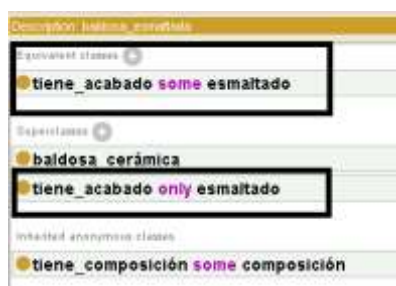 Description: baldosa_esmaltada
Equivalent classes
tiene_acabado some esmaltado
Superclasses
baldosa_cerámica
tiene_acabado only esmaltado
Inherited anonymous classes
tiene_composición some composición